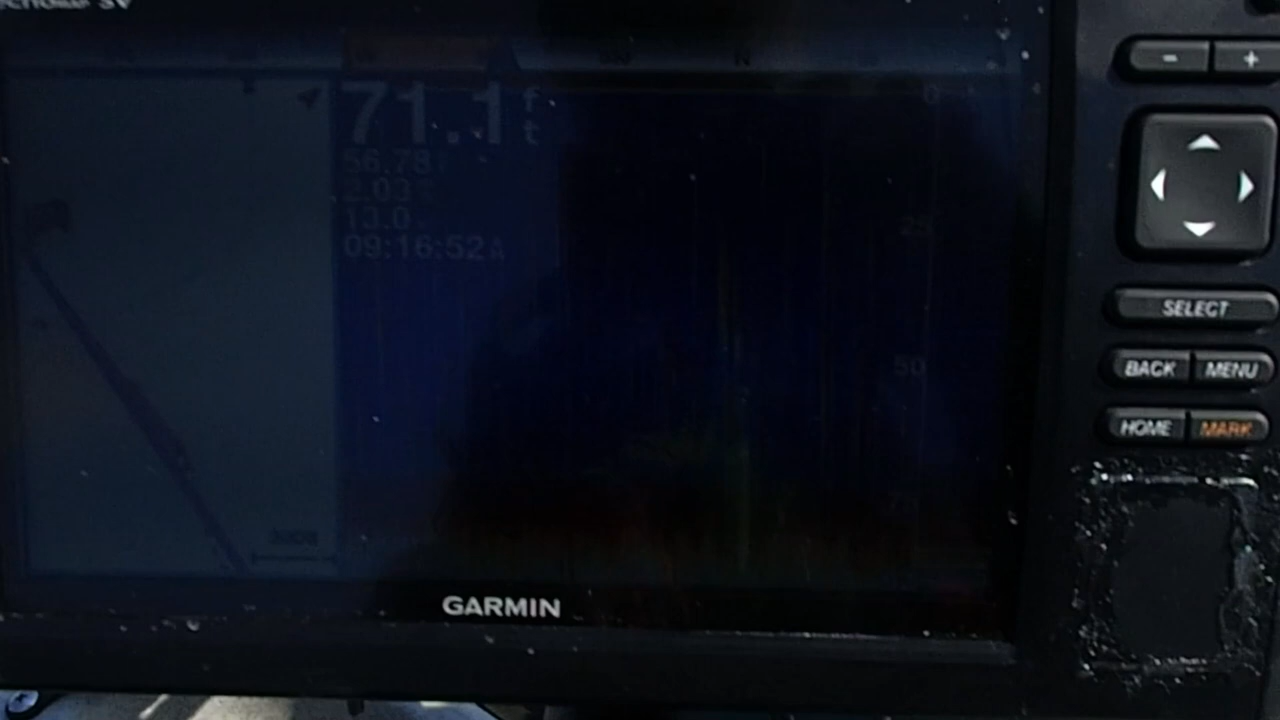 71.1 ft
56.78
2.03
13.0
09:16:52 A
0
25
50
GARMIN
- +
SELECT
BACK MENU
HOME MARK